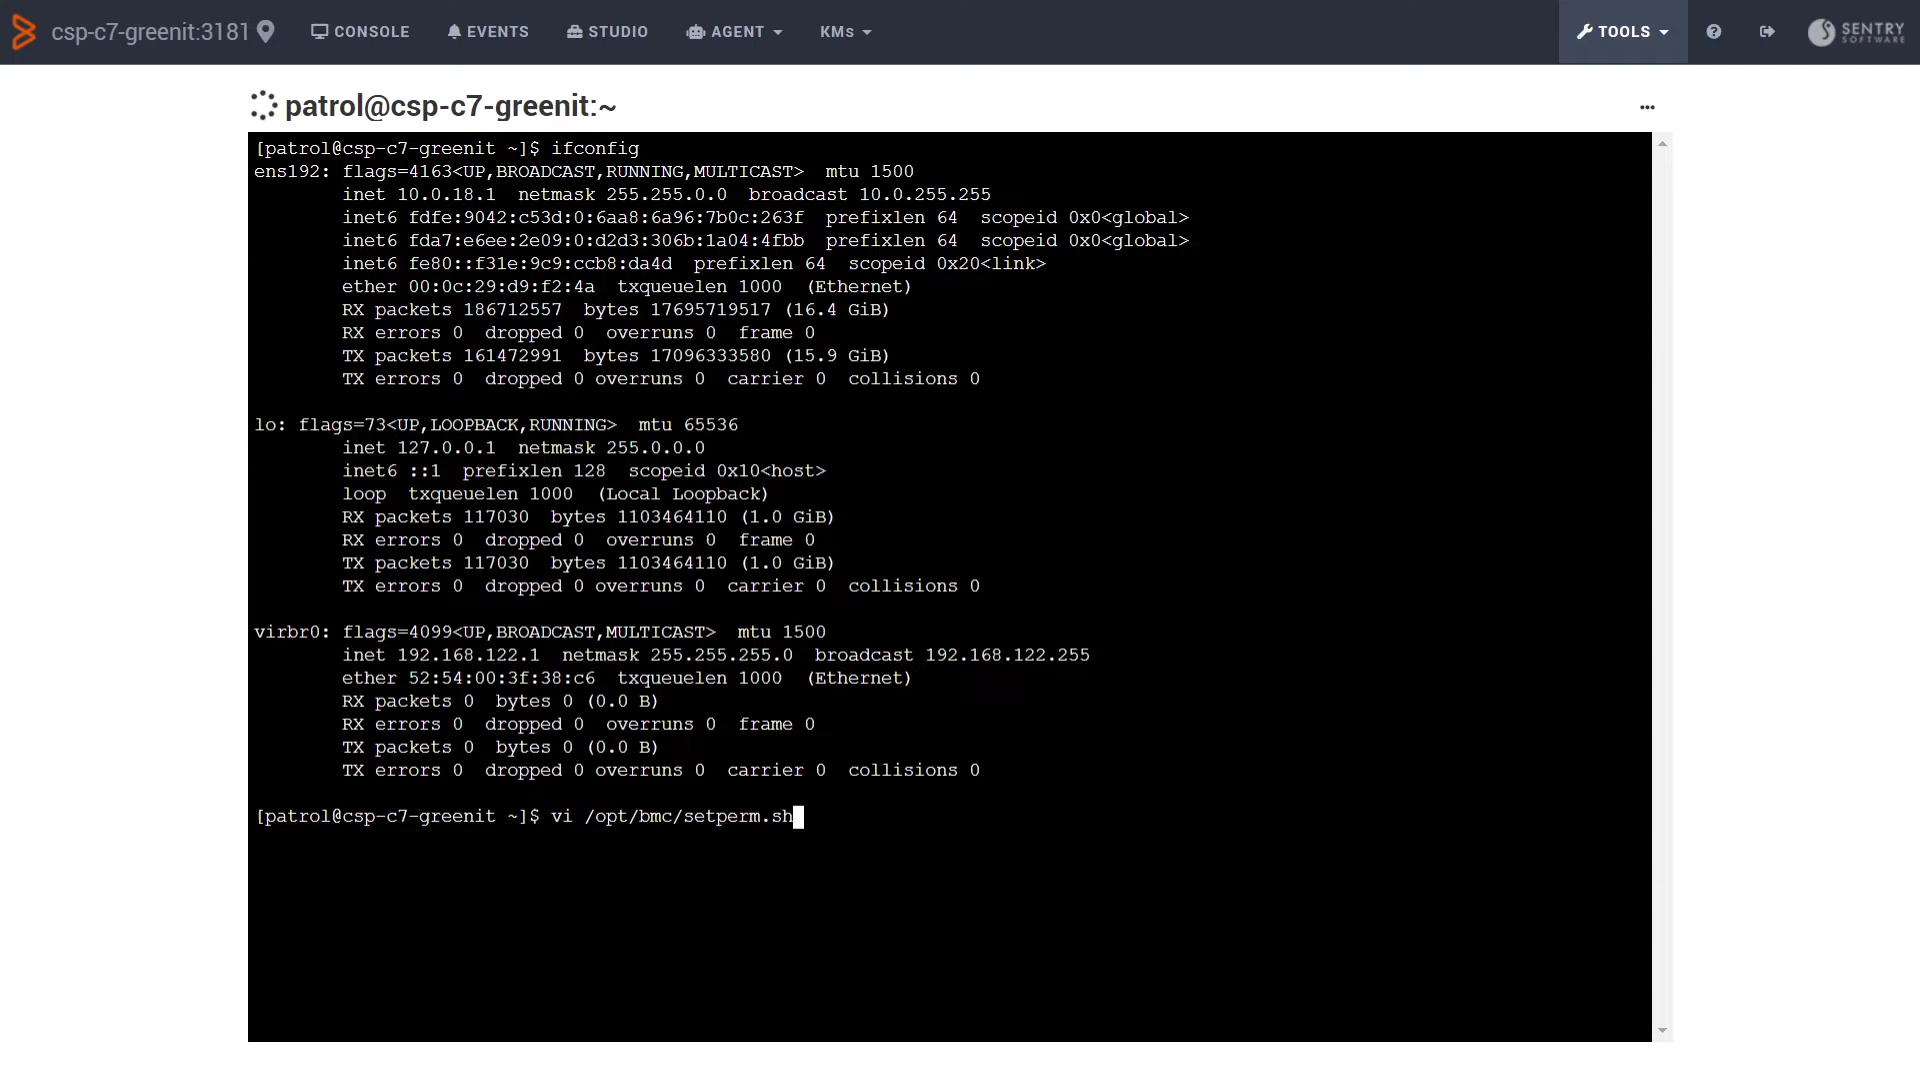 csp-c7-greenit:3181 CONSOLE EVENTS STUDIO AGENT KMs TOOLS SENTRY SOFTWARE
patrol@csp-c7-greenit:~
[patrol@csp-c7-greenit ~]$ ifconfig
ens192: flags=4163<UP,BROADCAST,RUNNING,MULTICAST>  mtu 1500
        inet 10.0.18.1  netmask 255.255.0.0  broadcast 10.0.255.255
        inet6 fdfe:9042:c53d:0:6aa8:6a96:7b0c:263f  prefixlen 64  scopeid 0x0<global>
        inet6 fda7:e6ee:2e09:0:d2d3:306b:1a04:4fbb  prefixlen 64  scopeid 0x0<global>
        inet6 fe80::f31e:9c9:ccb8:da4d  prefixlen 64  scopeid 0x20<link>
        ether 00:0c:29:d9:f2:4a  txqueuelen 1000  (Ethernet)
        RX packets 186712557  bytes 17695719517 (16.4 GiB)
        RX errors 0  dropped 0  overruns 0  frame 0
        TX packets 161472991  bytes 17096333580 (15.9 GiB)
        TX errors 0  dropped 0 overruns 0  carrier 0  collisions 0
lo: flags=73<UP,LOOPBACK,RUNNING>  mtu 65536
        inet 127.0.0.1  netmask 255.0.0.0
        inet6 ::1  prefixlen 128  scopeid 0x10<host>
        loop  txqueuelen 1000  (Local Loopback)
        RX packets 117030  bytes 1103464110 (1.0 GiB)
        RX errors 0  dropped 0  overruns 0  frame 0
        TX packets 117030  bytes 1103464110 (1.0 GiB)
        TX errors 0  dropped 0 overruns 0  carrier 0  collisions 0
virbr0: flags=4099<UP,BROADCAST,MULTICAST>  mtu 1500
        inet 192.168.122.1  netmask 255.255.255.0  broadcast 192.168.122.255
        ether 52:54:00:3f:38:c6  txqueuelen 1000  (Ethernet)
        RX packets 0  bytes 0 (0.0 B)
        RX errors 0  dropped 0  overruns 0  frame 0
        TX packets 0  bytes 0 (0.0 B)
        TX errors 0  dropped 0 overruns 0  carrier 0  collisions 0
[patrol@csp-c7-greenit ~]$ vi /opt/bmc/setperm.sh